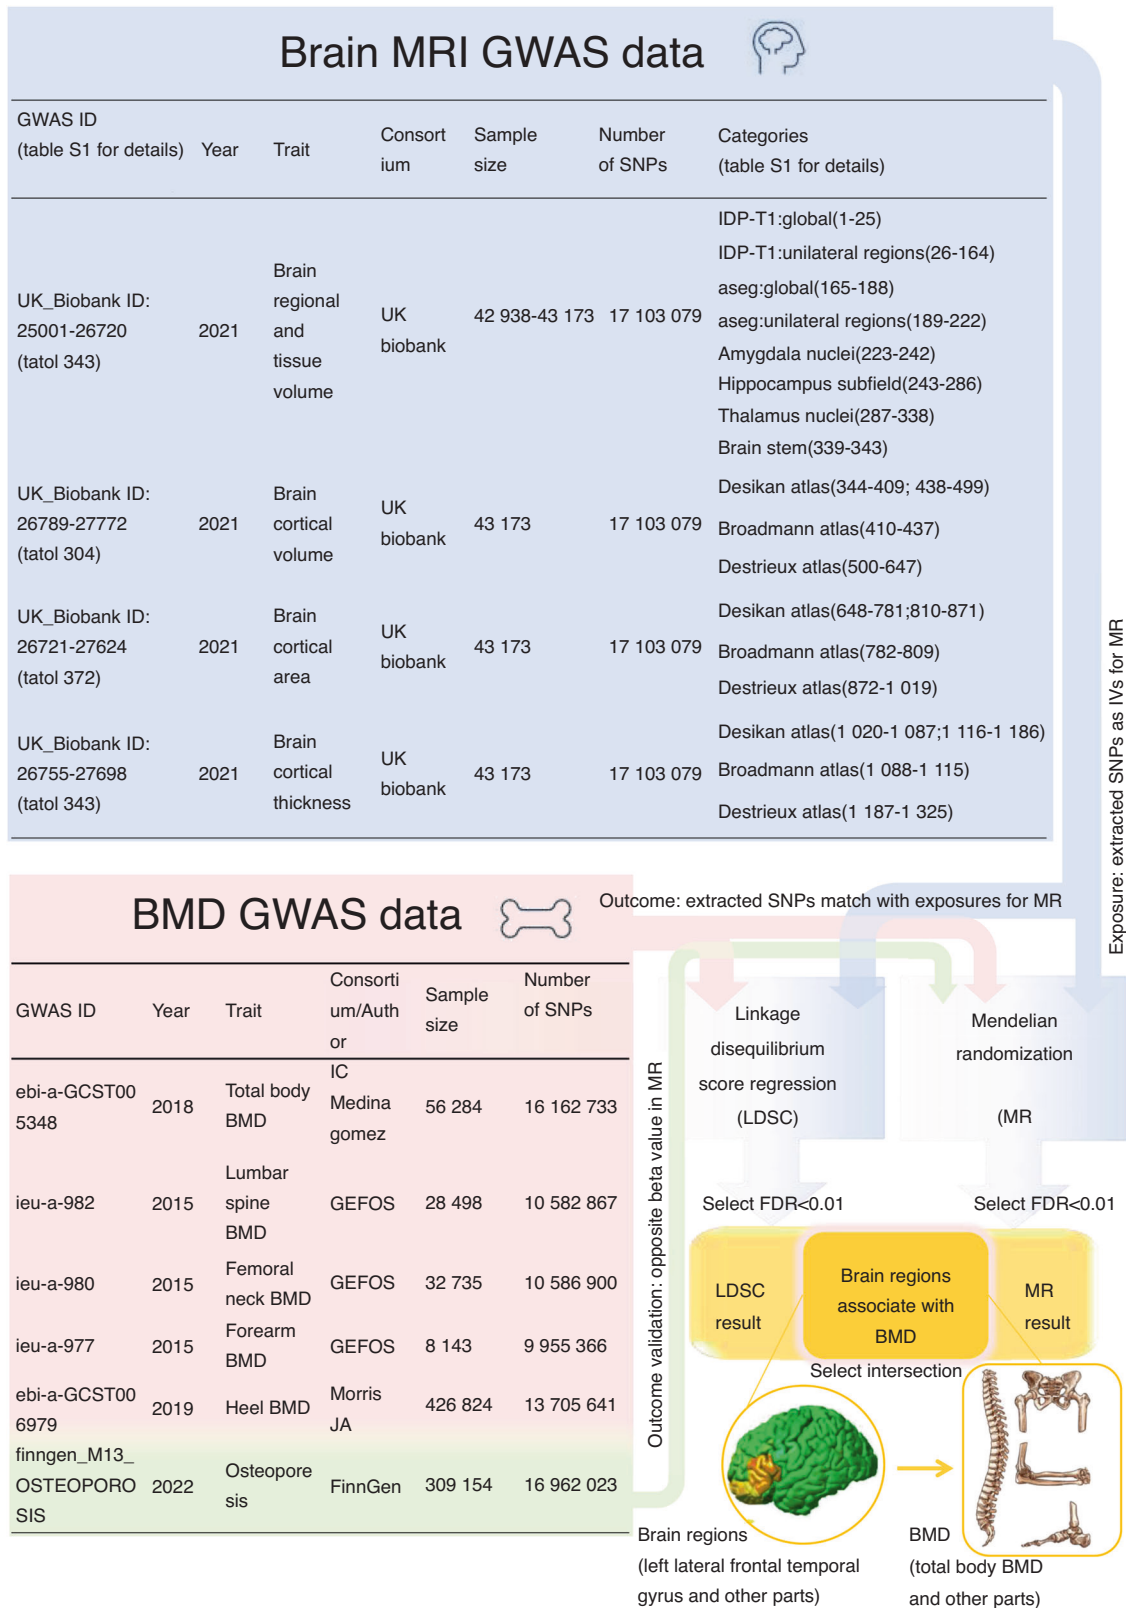 Brain MRI GWAS data
GWAS ID
(table S1 for details)
Year
Trait
Consort
ium
Sample
size
Number
of SNPs
Categories
(table S1 for details)
UK_Biobank ID:
25001-26720
(tatol 343)
2021
Brain
regional
and
tissue
volume
UK
biobank
42 938-43 173
17 103 079
IDP-T1:global(1-25)
IDP-T1:unilateral regions(26-164)
aseg:global(165-188)
aseg:unilateral regions(189-222)
Amygdala nuclei(223-242)
Hippocampus subfield(243-286)
Thalamus nuclei(287-338)
Brain stem(339-343)
UK_Biobank ID:
26789-27772
(tatol 304)
2021
Brain
cortical
volume
UK
biobank
43 173
17 103 079
Desikan atlas(344-409; 438-499)
Broadmann atlas(410-437)
Destrieux atlas(500-647)
UK_Biobank ID:
26721-27624
(tatol 372)
2021
Brain
cortical
area
UK
biobank
43 173
17 103 079
Desikan atlas(648-781;810-871)
Broadmann atlas(782-809)
Destrieux atlas(872-1 019)
UK_Biobank ID:
26755-27698
(tatol 343)
2021
Brain
cortical
thickness
UK
biobank
43 173
17 103 079
Desikan atlas(1 020-1 087;1 116-1 186)
Broadmann atlas(1 088-1 115)
Destrieux atlas(1 187-1 325)
Exposure: extracted SNPs as IVs for MR
BMD GWAS data
Outcome: extracted SNPs match with exposures for MR
GWAS ID
Year
Trait
Consorti
um/Auth
or
Sample
size
Number
of SNPs
ebi-a-GCST00
5348
2018
Total body
BMD
IC
Medina
gomez
56 284
16 162 733
ieu-a-982
2015
Lumbar
spine
BMD
GEFOS
28 498
10 582 867
ieu-a-980
2015
Femoral
neck BMD
GEFOS
32 735
10 586 900
ieu-a-977
2015
Forearm
BMD
GEFOS
8 143
9 955 366
ebi-a-GCST00
6979
2019
Heel BMD
Morris
JA
426 824
13 705 641
finngen_M13_
OSTEOPORO
SIS
2022
Osteopore
sis
FinnGen
309 154
16 962 023
Outcome validation: opposite beta value in MR
Linkage
disequilibrium
score regression
(LDSC)
Mendelian
randomization
(MR
Select FDR<0.01
Select FDR<0.01
LDSC
result
Brain regions
associate with
BMD
MR
result
Select intersection
Brain regions
(left lateral frontal temporal
gyrus and other parts)
BMD
(total body BMD
and other parts)